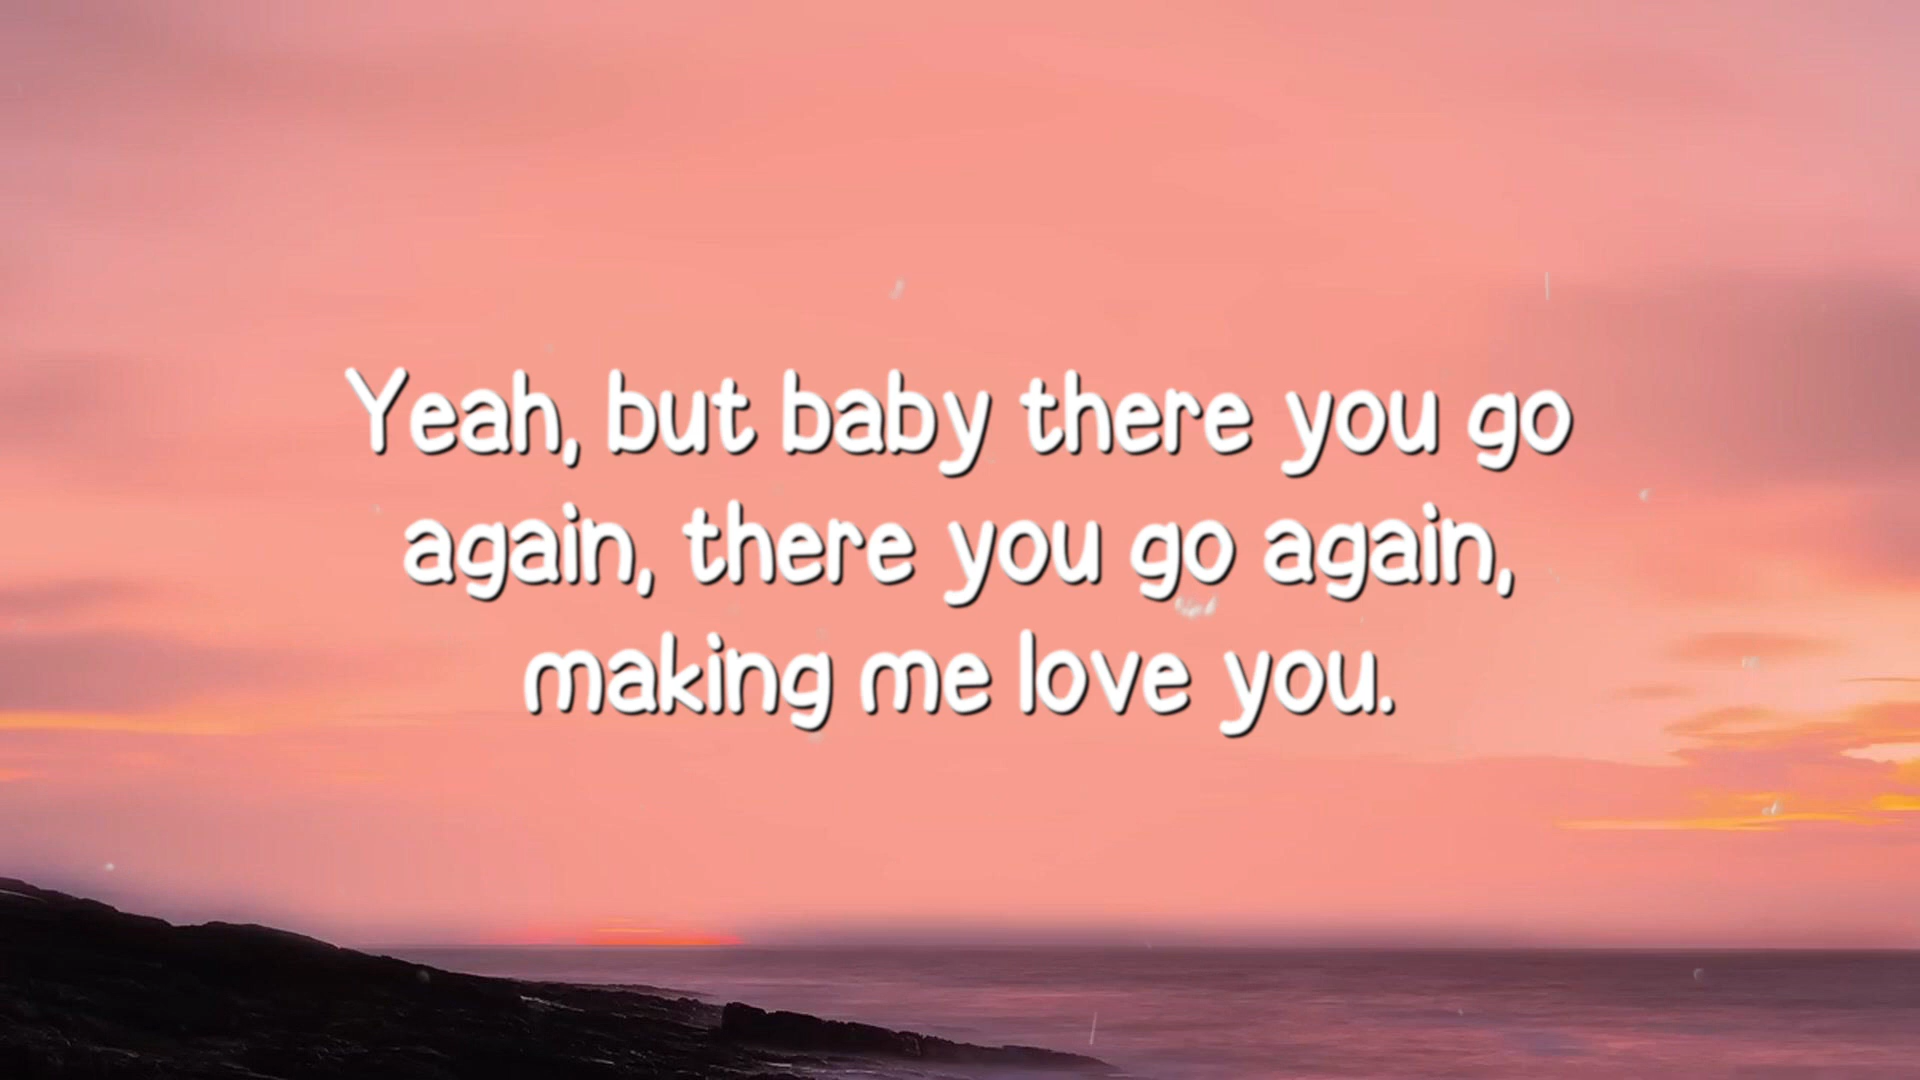 Yeah, but baby there you go
again, there you go again,
making me love you.